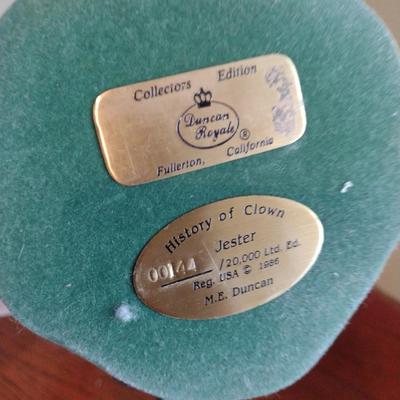 Collectors Edition
Duncan
Royale ®
Fullerton, California
History of Clown
Jester
00144 /20,000 Ltd. Ed.
Reg. USA © 1986
M.E. Duncan